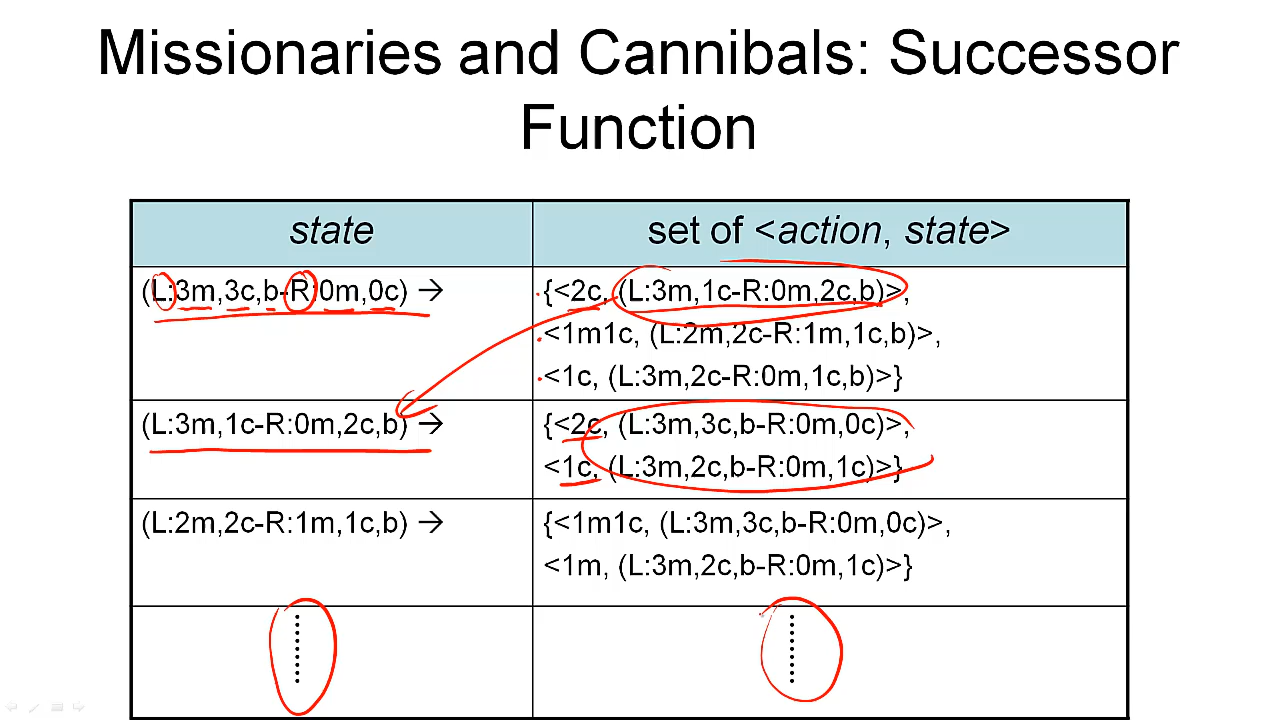 Missionaries and Cannibals: Successor
Function
state
set of <action, state>
(L:3m,3c,b-R:0m,0c) →
{<2c, (L:3m,1c-R:0m,2c,b)>,
<1m1c, (L:2m,2c-R:1m,1c,b)>,
<1c, (L:3m,2c-R:0m,1c,b)>}
(L:3m,1c-R:0m,2c,b) →
{<2c, (L:3m,3c,b-R:0m,0c)>,
<1c, (L:3m,2c,b-R:0m,1c)>}
(L:2m,2c-R:1m,1c,b) →
{<1m1c, (L:3m,3c,b-R:0m,0c)>,
<1m, (L:3m,2c,b-R:0m,1c)>}